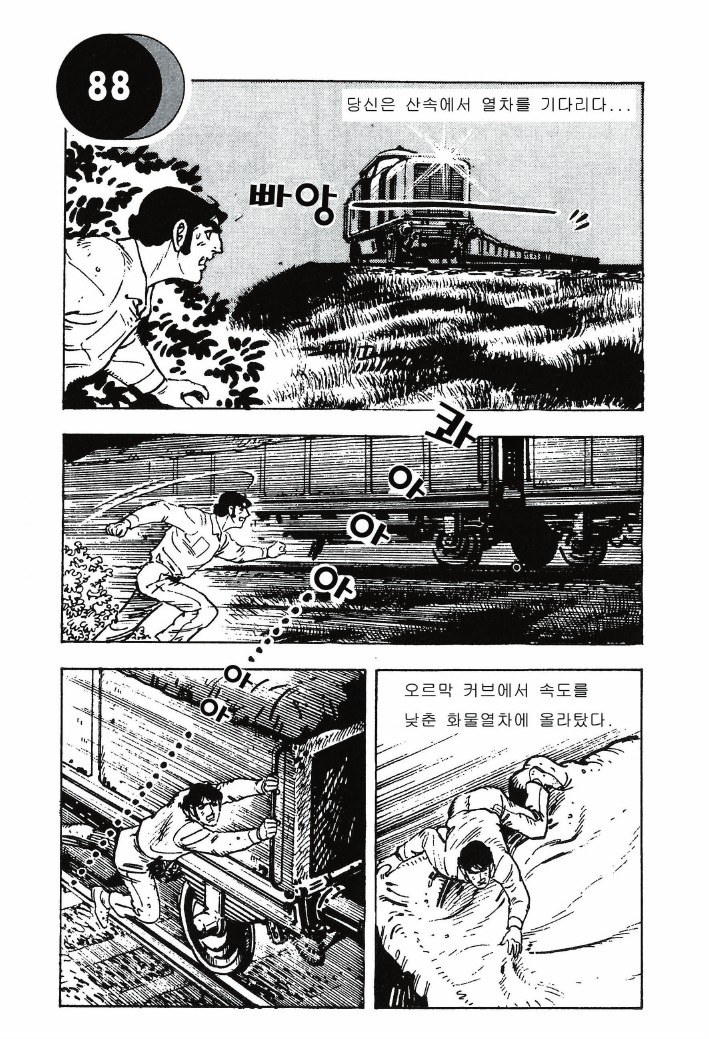 88
당신은 산속에서 열차를 기다리다...
빠앙
콰
아
아
아
아
아
오르막 커브에서 속도를
낮춘 화물열차에 올라탔다.